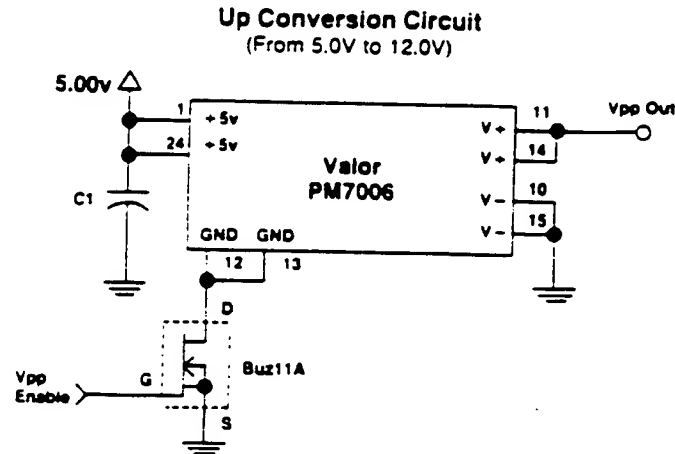 Up Conversion Circuit
(From 5.0V to 12.0V)
5.00v
1
+5v
24
+5v
C1
Valor
PM7006
V+
11
V+
14
V-
10
V-
15
Vpp Out
GND GND
12 13
D
Buz11A
G
S
Vpp
Enable